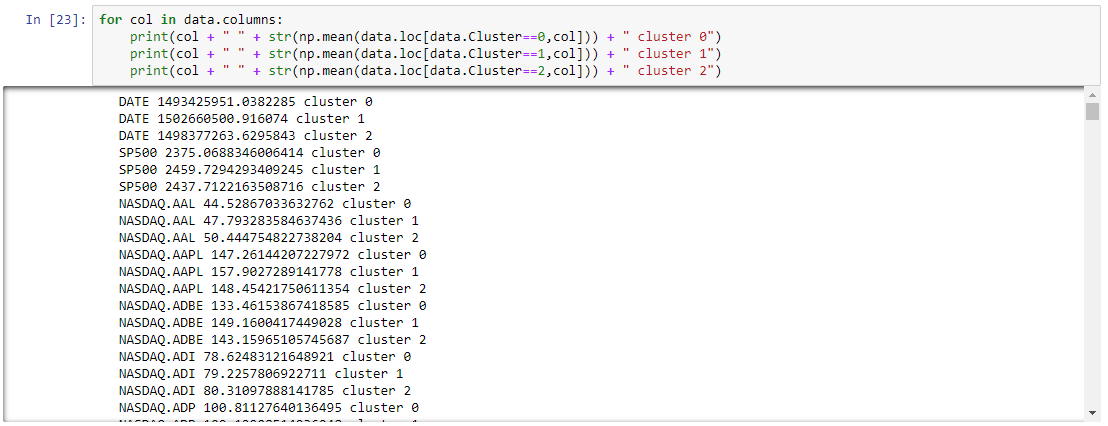 In [23]: for col in data.columns:
print(col + " " + str(np.mean(data.loc[data.Cluster==0,col])) + " cluster 0")
print(col + " " + str(np.mean(data.loc[data.Cluster==1,col])) + " cluster 1")
print(col + " " + str(np.mean(data.loc[data.Cluster==2,col])) + " cluster 2")
DATE 1493425951.0382285 cluster 0
DATE 1502660500.916074 cluster 1
DATE 1498377263.6295843 cluster 2
SP500 2375.0688346006414 cluster 0
SP500 2459.7294293409245 cluster 1
SP500 2437.7122163508716 cluster 2
NASDAQ.AAL 44.52867033632762 cluster 0
NASDAQ.AAL 47.793283584637436 cluster 1
NASDAQ.AAL 50.444754822738204 cluster 2
NASDAQ.AAPL 147.26144207227972 cluster 0
NASDAQ.AAPL 157.9027289141778 cluster 1
NASDAQ.AAPL 148.45421750611354 cluster 2
NASDAQ.ADBE 133.46153867418585 cluster 0
NASDAQ.ADBE 149.1600417449028 cluster 1
NASDAQ.ADBE 143.15965105745687 cluster 2
NASDAQ.ADI 78.62483121648921 cluster 0
NASDAQ.ADI 79.2257806922711 cluster 1
NASDAQ.ADI 80.31097888141785 cluster 2
NASDAQ.ADP 100.81127640136495 cluster 0